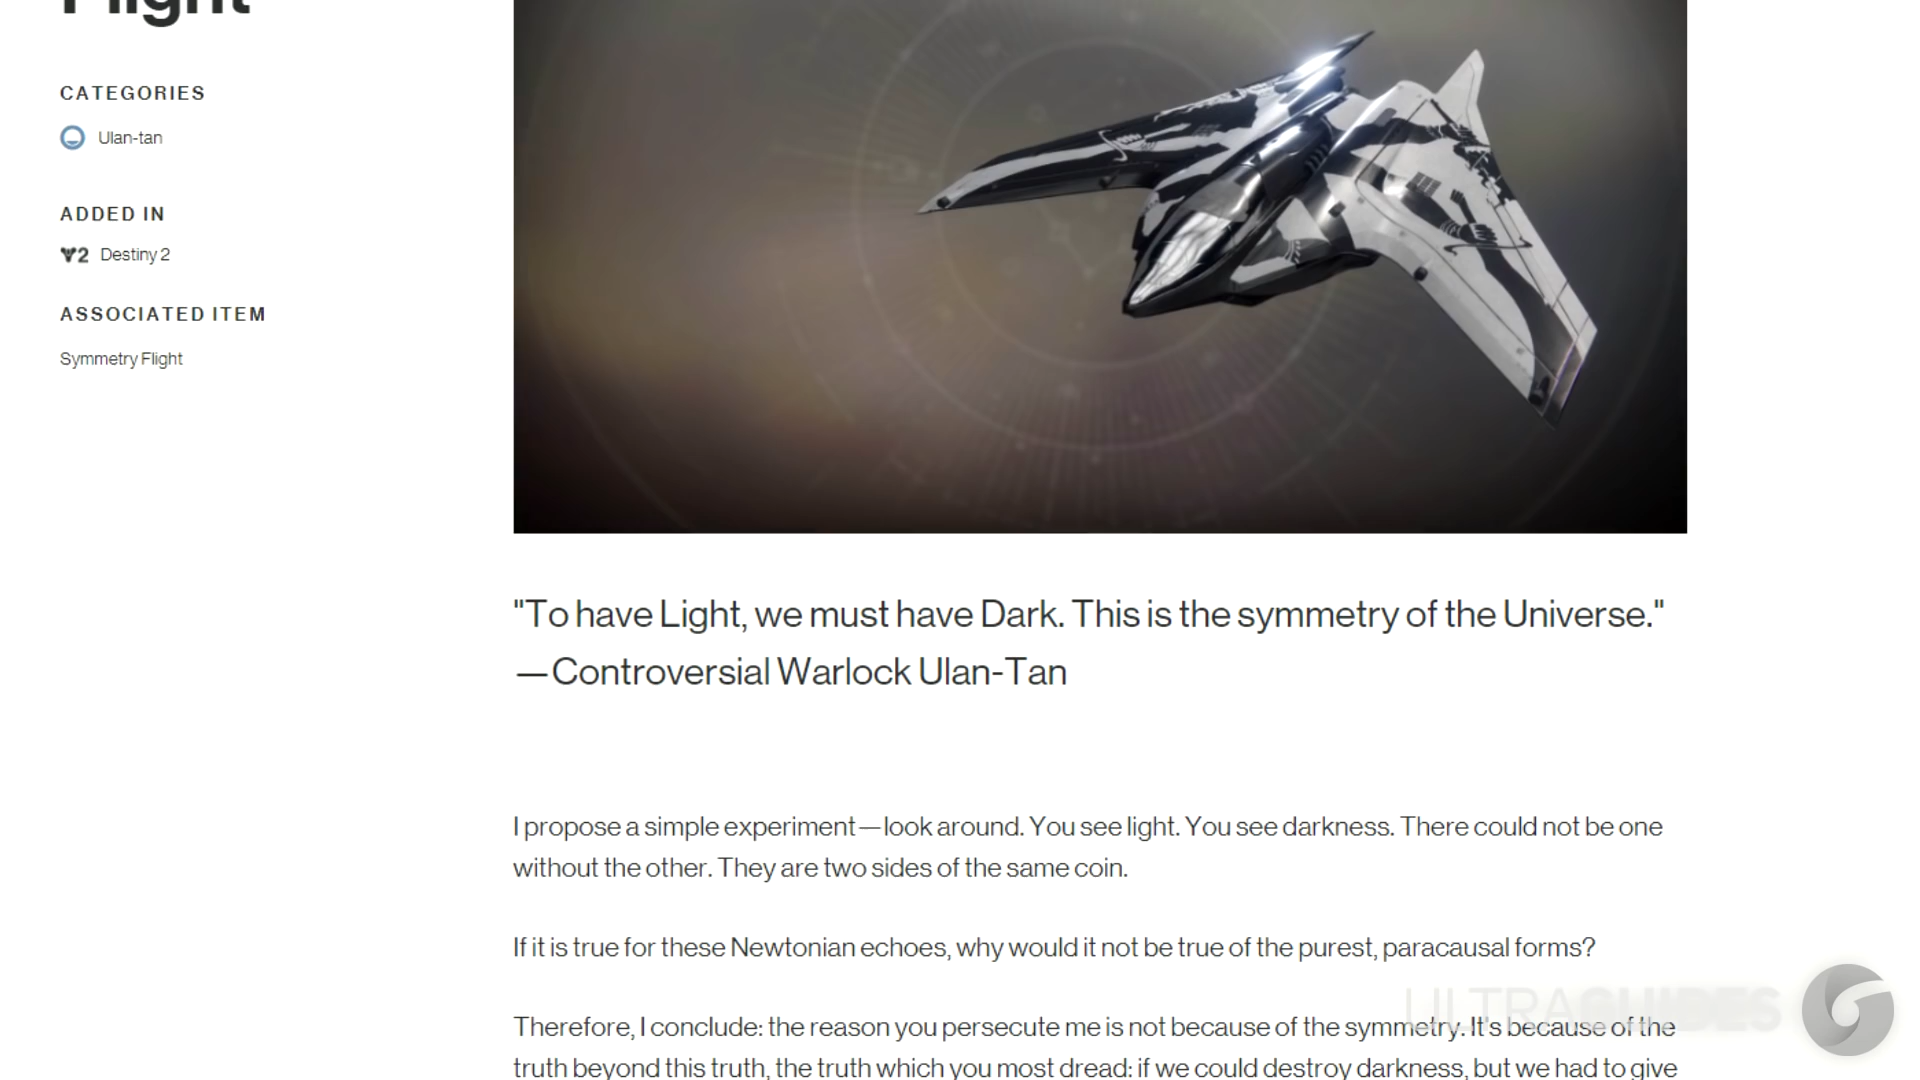 Flight
CATEGORIES
Ulan-tan
ADDED IN
2 Destiny 2
ASSOCIATED ITEM
Symmetry Flight
"To have Light, we must have Dark. This is the symmetry of the Universe."
—Controversial Warlock Ulan-Tan
I propose a simple experiment—look around. You see light. You see darkness. There could not be one
without the other. They are two sides of the same coin.
If it is true for these Newtonian echoes, why would it not be true of the purest, paracausal forms?
Therefore, I conclude: the reason you persecute me is not because of the symmetry. It's because of the
truth beyond this truth, the truth which you most dread: if we could destroy darkness, but we had to give
ULTRAGUIDES